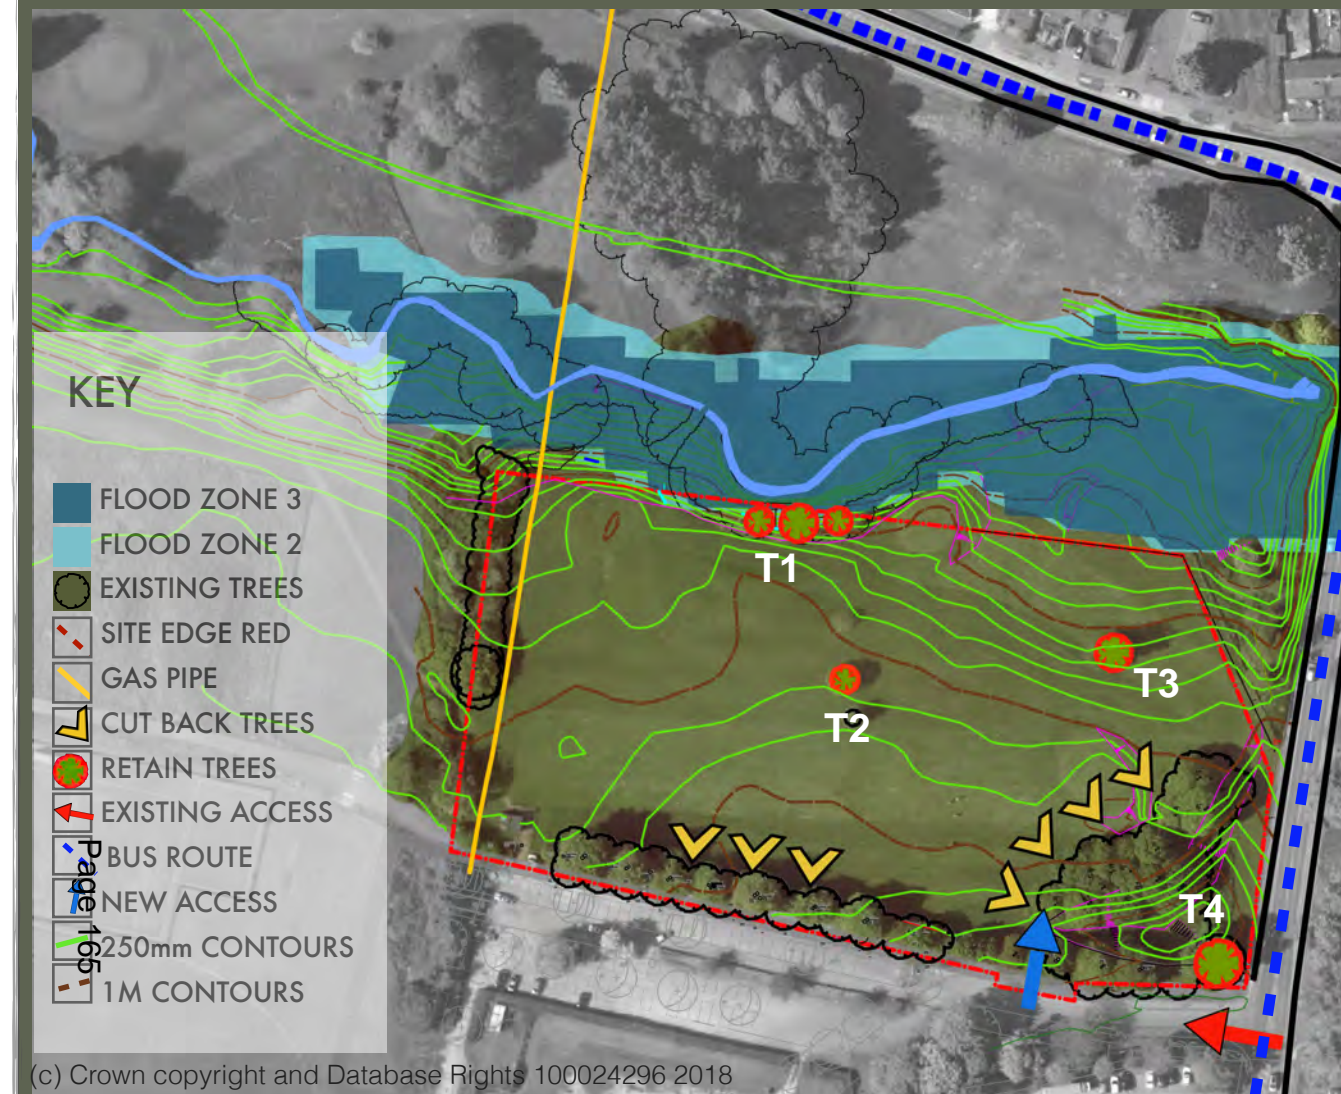 KEY
FLOOD ZONE 3
FLOOD ZONE 2
EXISTING TREES
SITE EDGE RED
GAS PIPE
CUT BACK TREES
RETAIN TREES
EXISTING ACCESS
BUS ROUTE
NEW ACCESS
250mm CONTOURS
1M CONTOURS
Page 165
T1
T2
T3
T4
(c) Crown copyright and Database Rights 100024296 2018